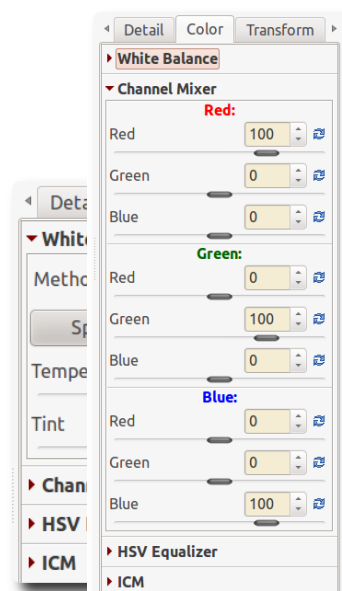 Detail Color Transform
White Balance
Channel Mixer
Red:
Red 100
Green 0
Blue 0
Green:
Red 0
Green 100
Blue 0
Blue:
Red 0
Green 0
Blue 100
HSV Equalizer
ICM
Deta
White
Metho
Sp
Tempe
Tint
Chan
HSV
ICM